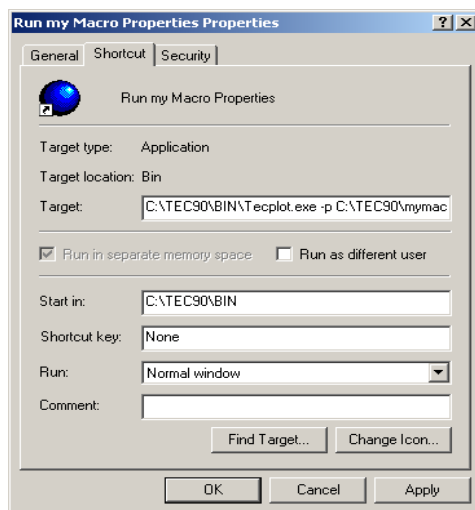 Run my Macro Properties Properties
General Shortcut Security
Run my Macro Properties
Target type: Application
Target location: Bin
Target: C:\TEC90\BIN\Tecplot.exe -p C:\TEC90\mymac
Run in separate memory space Run as different user
Start in: C:\TEC90\BIN
Shortcut key: None
Run: Normal window
Comment:
Find Target... Change Icon...
OK Cancel Apply